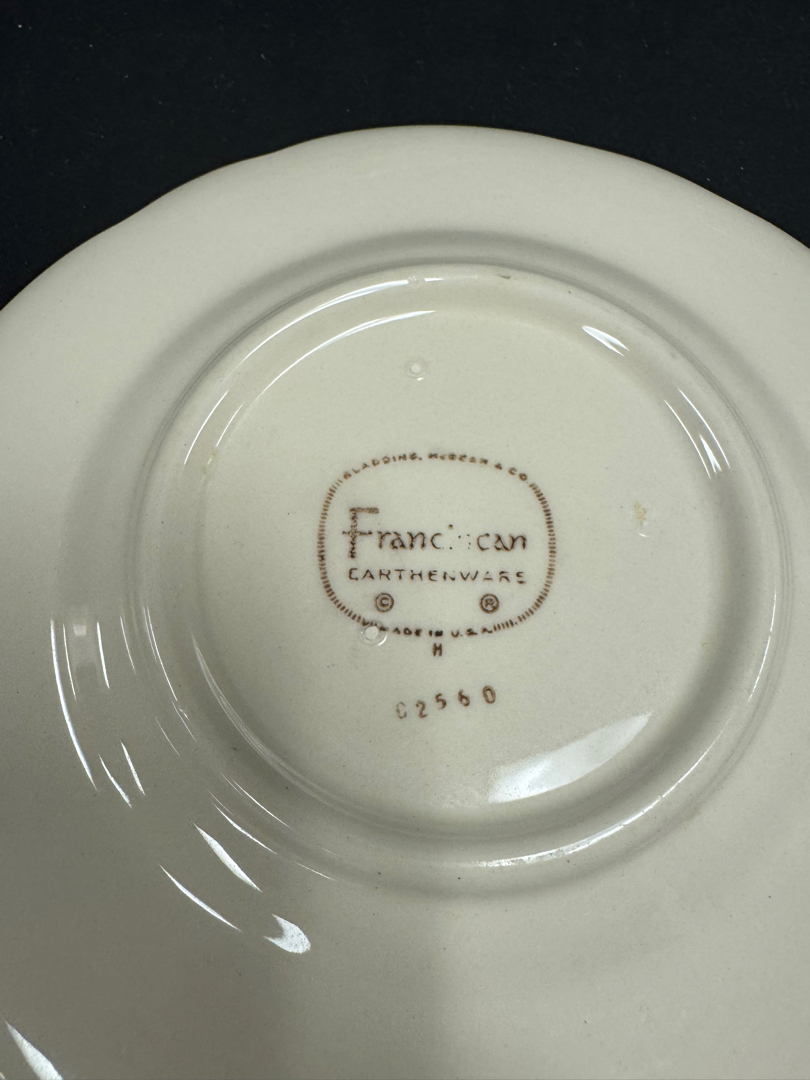 GLADDING, McBEAN & CO.
Franciscan
EARTHENWARE
© ®
MADE IN U.S.A.
H
C2560